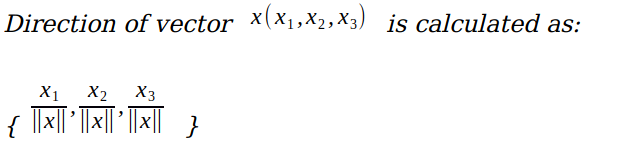 Direction of vector x(x₁,x₂,x₃) is calculated as:
{ x₁/‖x‖, x₂/‖x‖, x₃/‖x‖ }